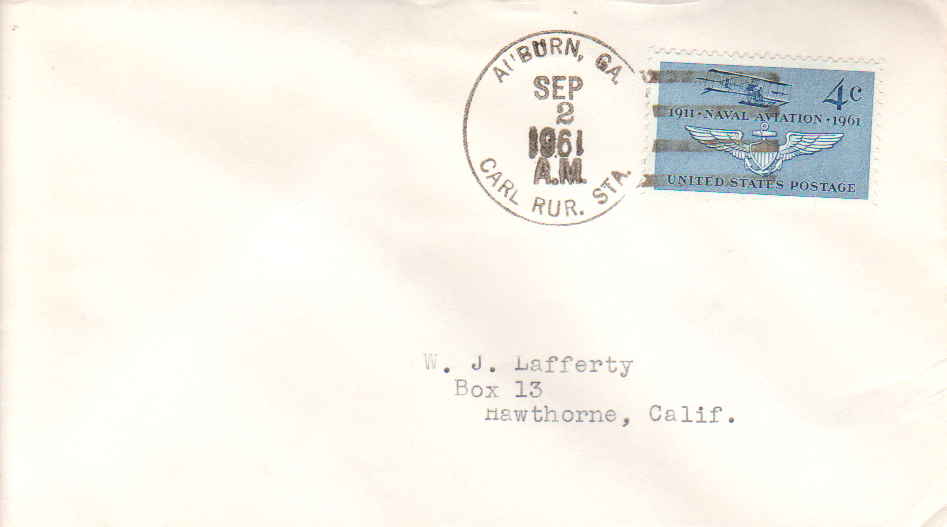 AUBURN, GA.
SEP
2
1961
A.M.
CARL RUR. STA.
4c
1911 • NAVAL AVIATION • 1961
UNITED STATES POSTAGE
W. J. Lafferty
Box 13
Hawthorne, Calif.